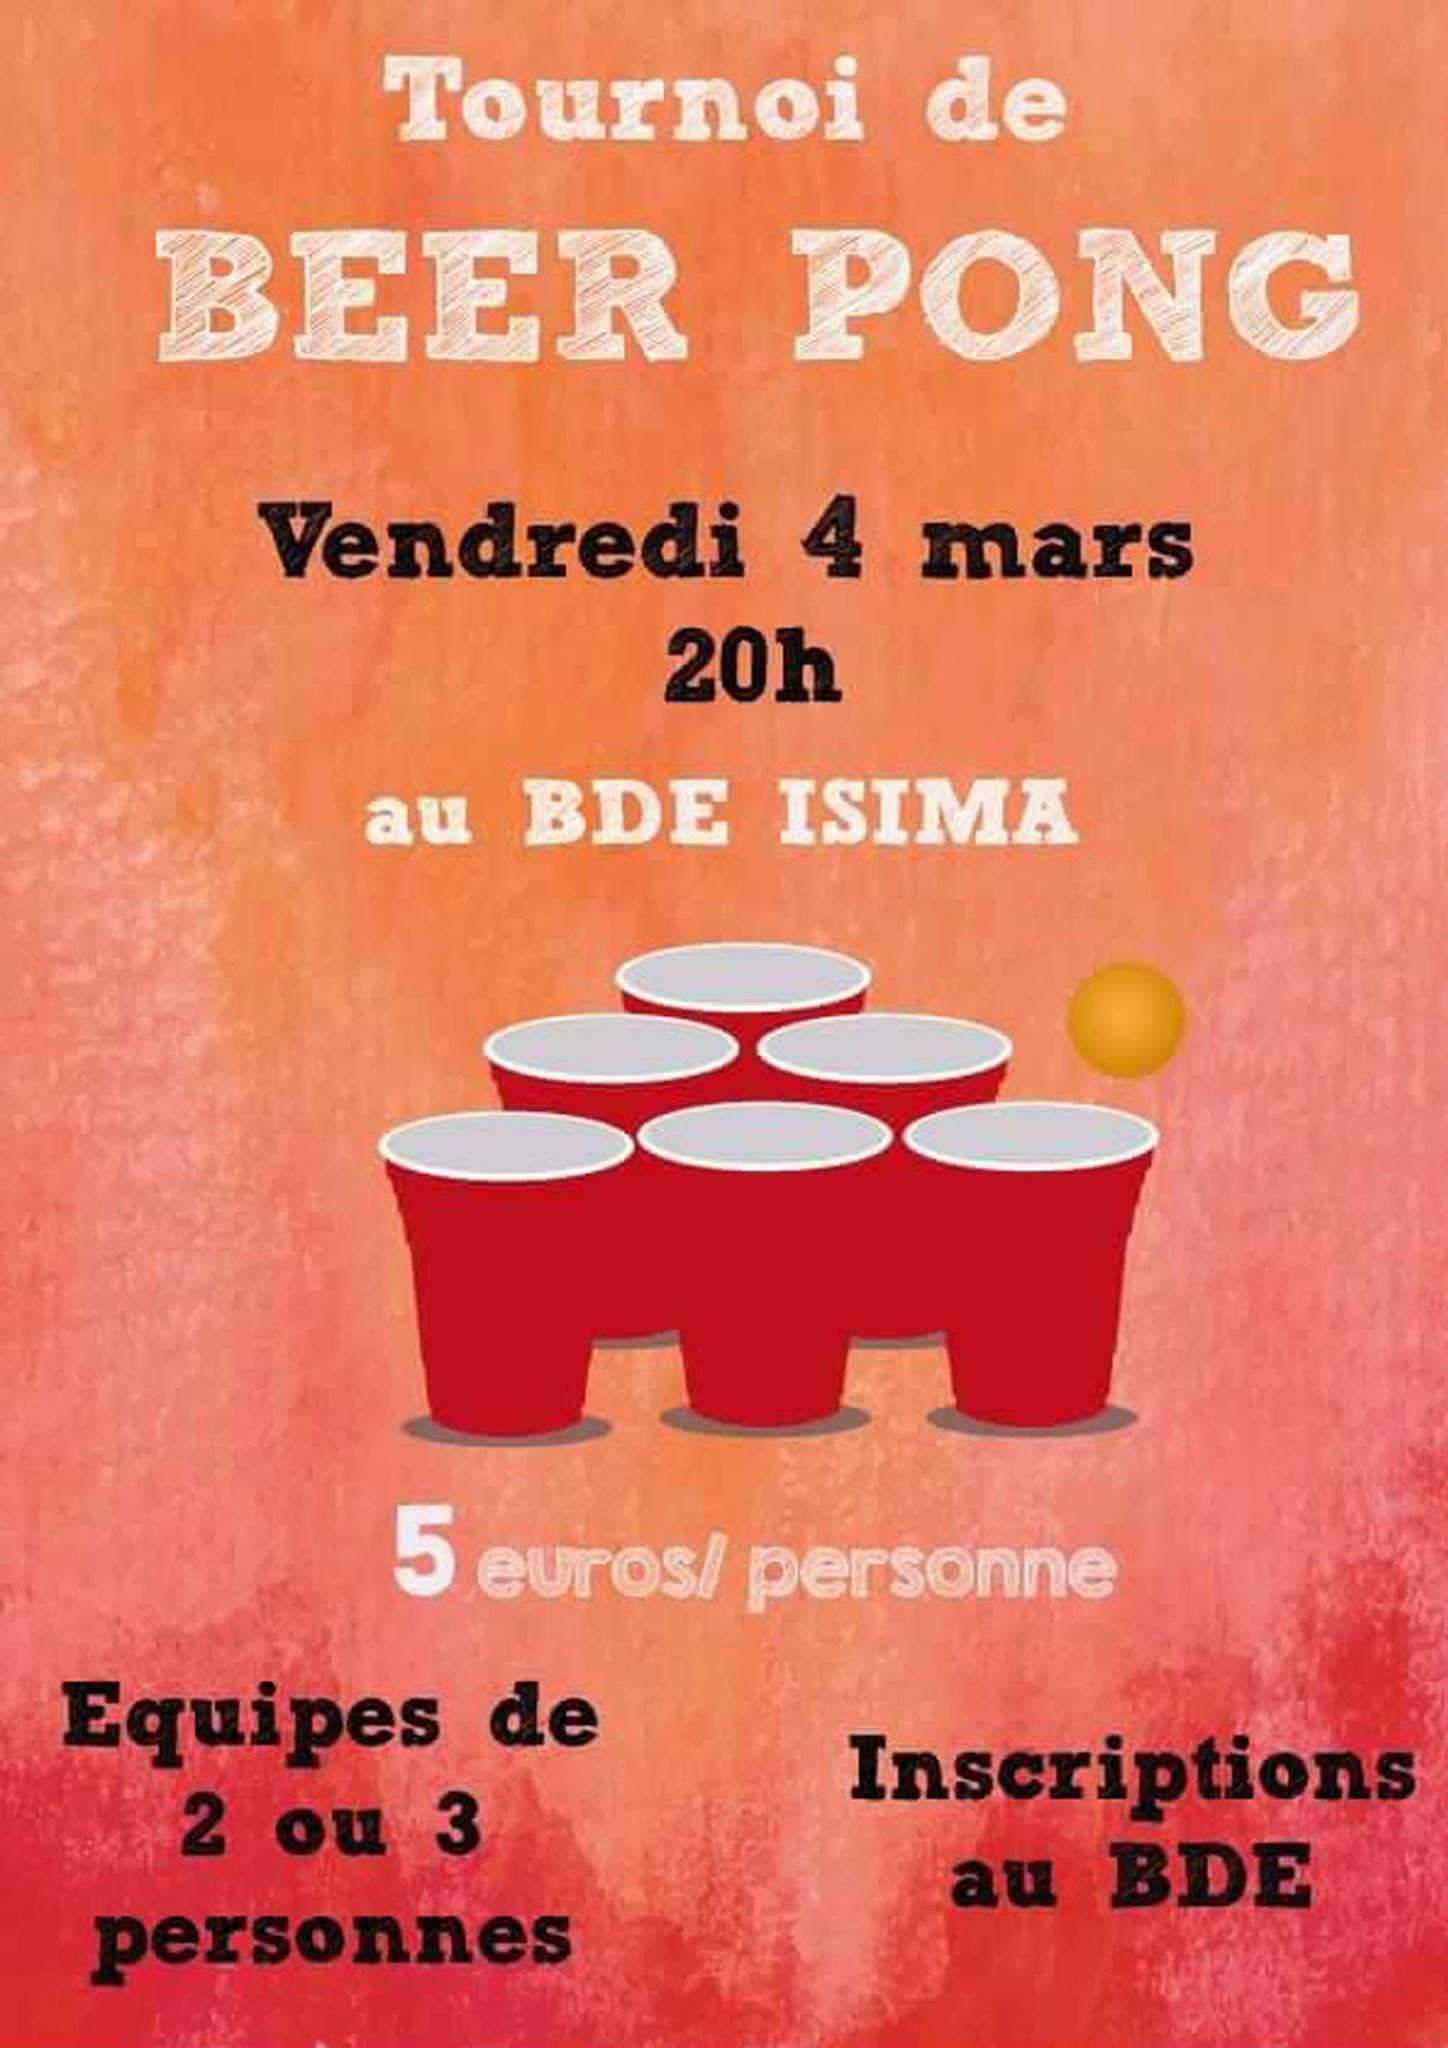 Tournoi de
BEER PONG
Vendredi 4 mars
20h
au BDE ISIMA
5 euros/ personne
Equipes de
2 ou 3
personnes
Inscriptions
au BDE